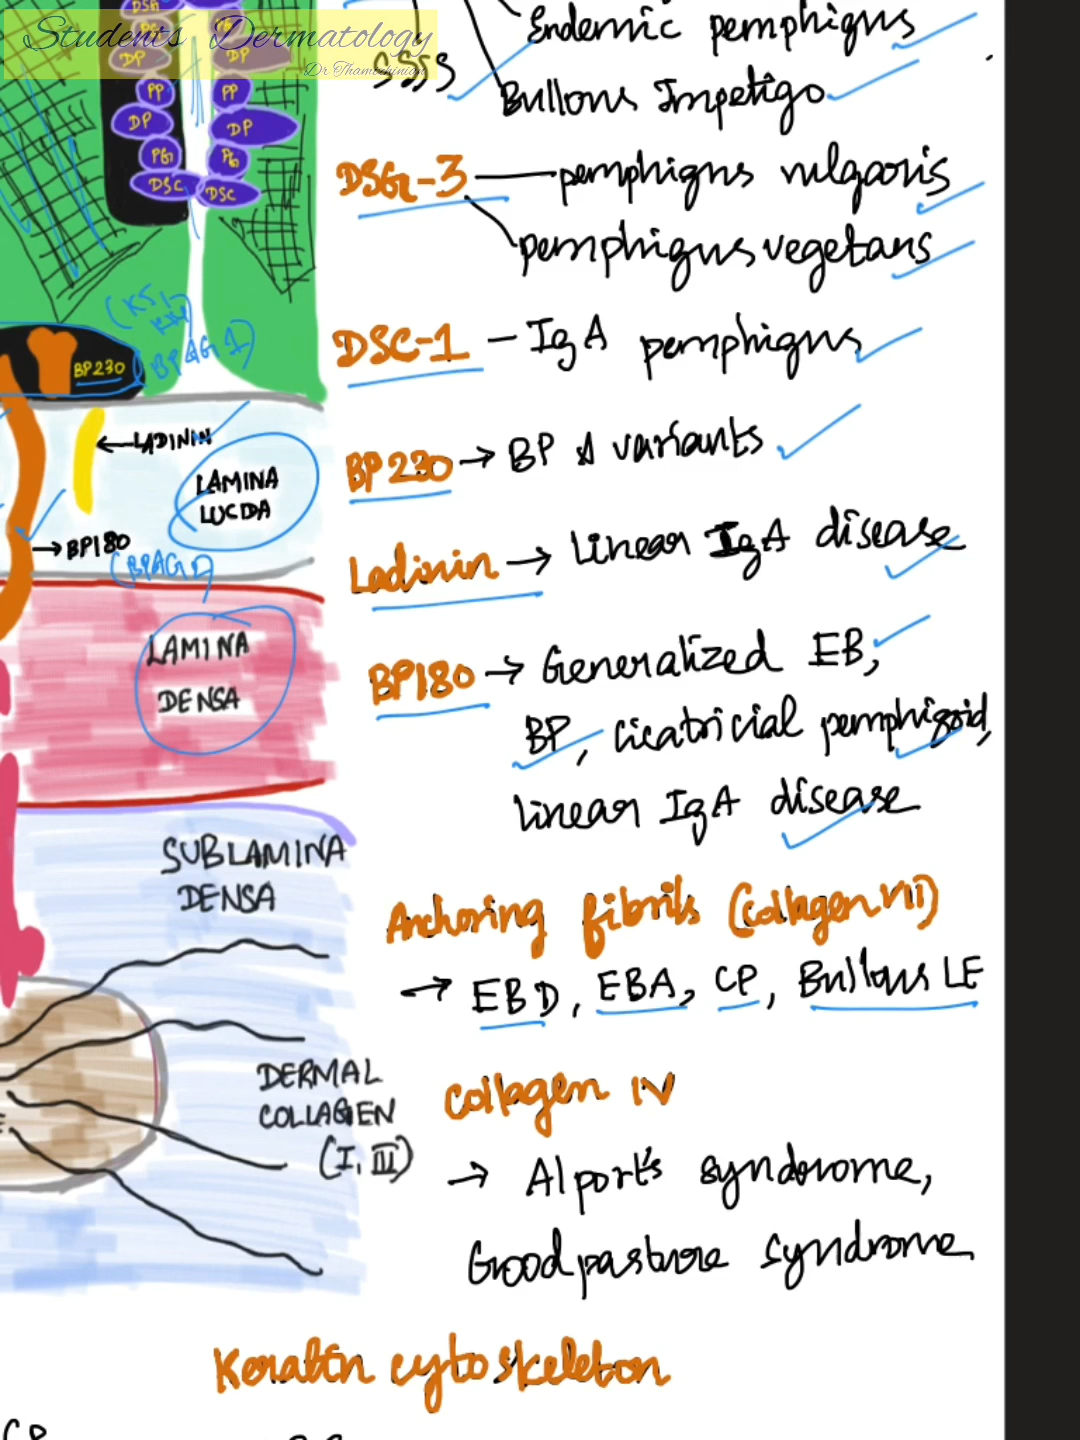 Students Dermatology
Dr Thamizhinian
DSG
DP
DP
PP
PP
DP
DP
PG
PG
DSC
DSC
Endemic pemphigus
SSS
Bullous Impetigo
DSG-3 — pemphigus vulgaris
pemphigus vegetans
(K5,
K14
BPAG1)
BP230
DSC-1 - IgA pemphigus
LADININ
LAMINA
LUCIDA
BP180
BP230 → BP & variants
Ladinin → Linear IgA disease
LAMINA
DENSA
BP180 → Generalized EB,
BP, cicatricial pemphigoid,
linear IgA disease
SUBLAMINA
DENSA
Anchoring fibrils (collagen VII)
→ EBD, EBA, CP, Bullous LE
DERMAL
COLLAGEN
(I, III)
Collagen IV
→ Alport's syndrome,
Goodpasture syndrome
Keratin cytoskeleton